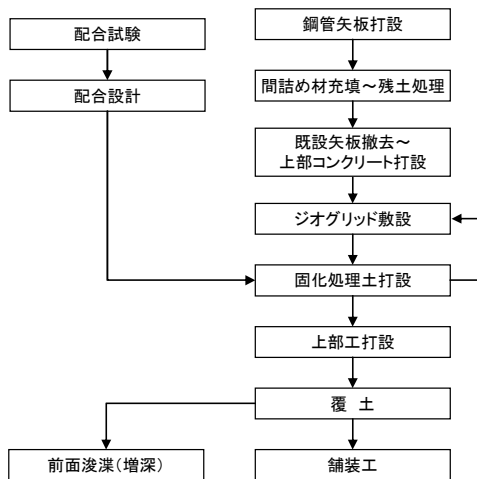 配合試験
配合設計
鋼管矢板打設
間詰め材充填～残土処理
既設矢板撤去～
上部コンクリート打設
ジオグリッド敷設
固化処理土打設
上部工打設
覆　土
前面浚渫(増深)
舗装工